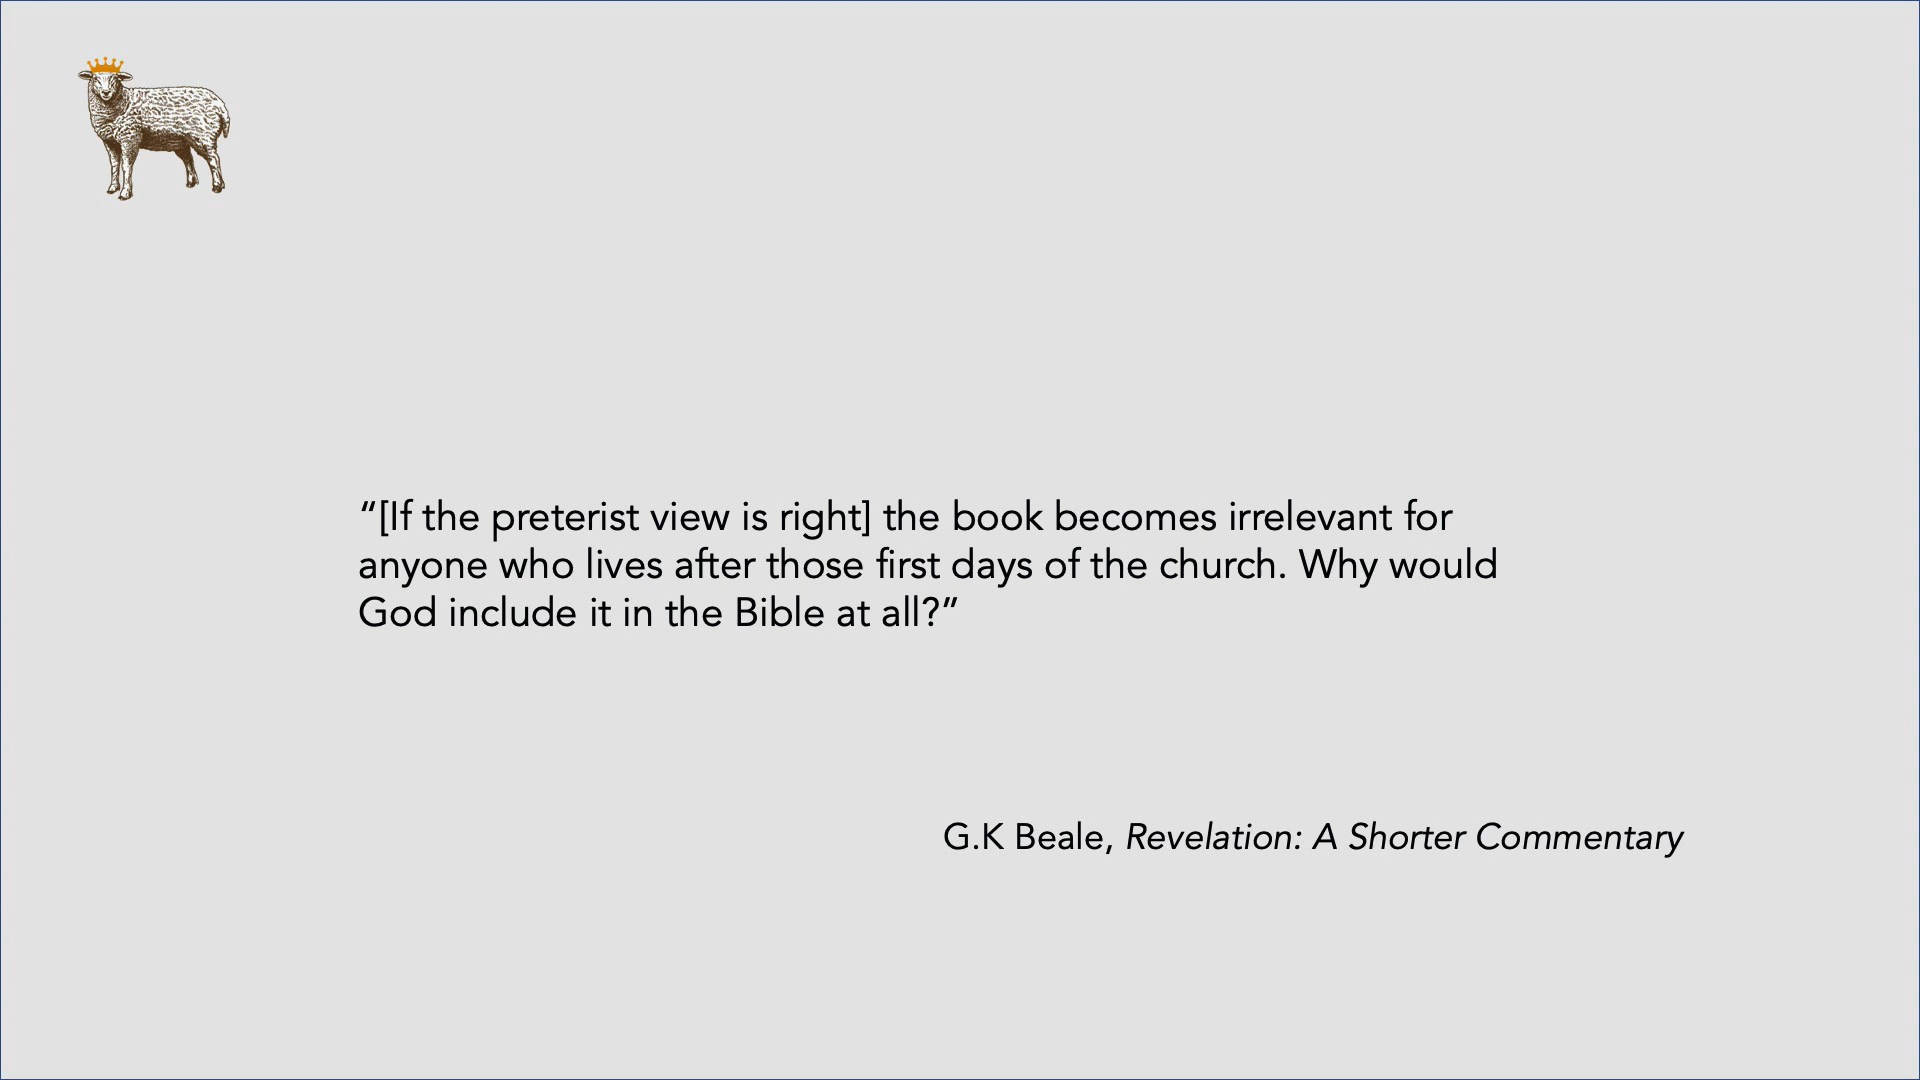 “[If the preterist view is right] the book becomes irrelevant for
anyone who lives after those first days of the church. Why would
God include it in the Bible at all?”
G.K Beale, Revelation: A Shorter Commentary